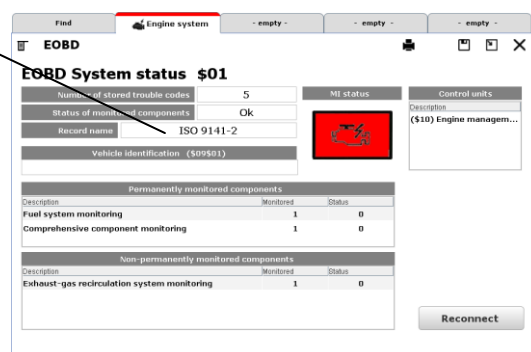 Find
Engine system
- empty -
- empty -
- empty -
EOBD
EOBD System status $01
Number of stored trouble codes 5
Status of monitored components Ok
Record name ISO 9141-2
Vehicle identification ($09$01)
MI status
Control units
Description
($10) Engine managem...
Permanently monitored components
Description Monitored Status
Fuel system monitoring 1 0
Comprehensive component monitoring 1 0
Non-permanently monitored components
Description Monitored Status
Exhaust-gas recirculation system monitoring 1 0
Reconnect